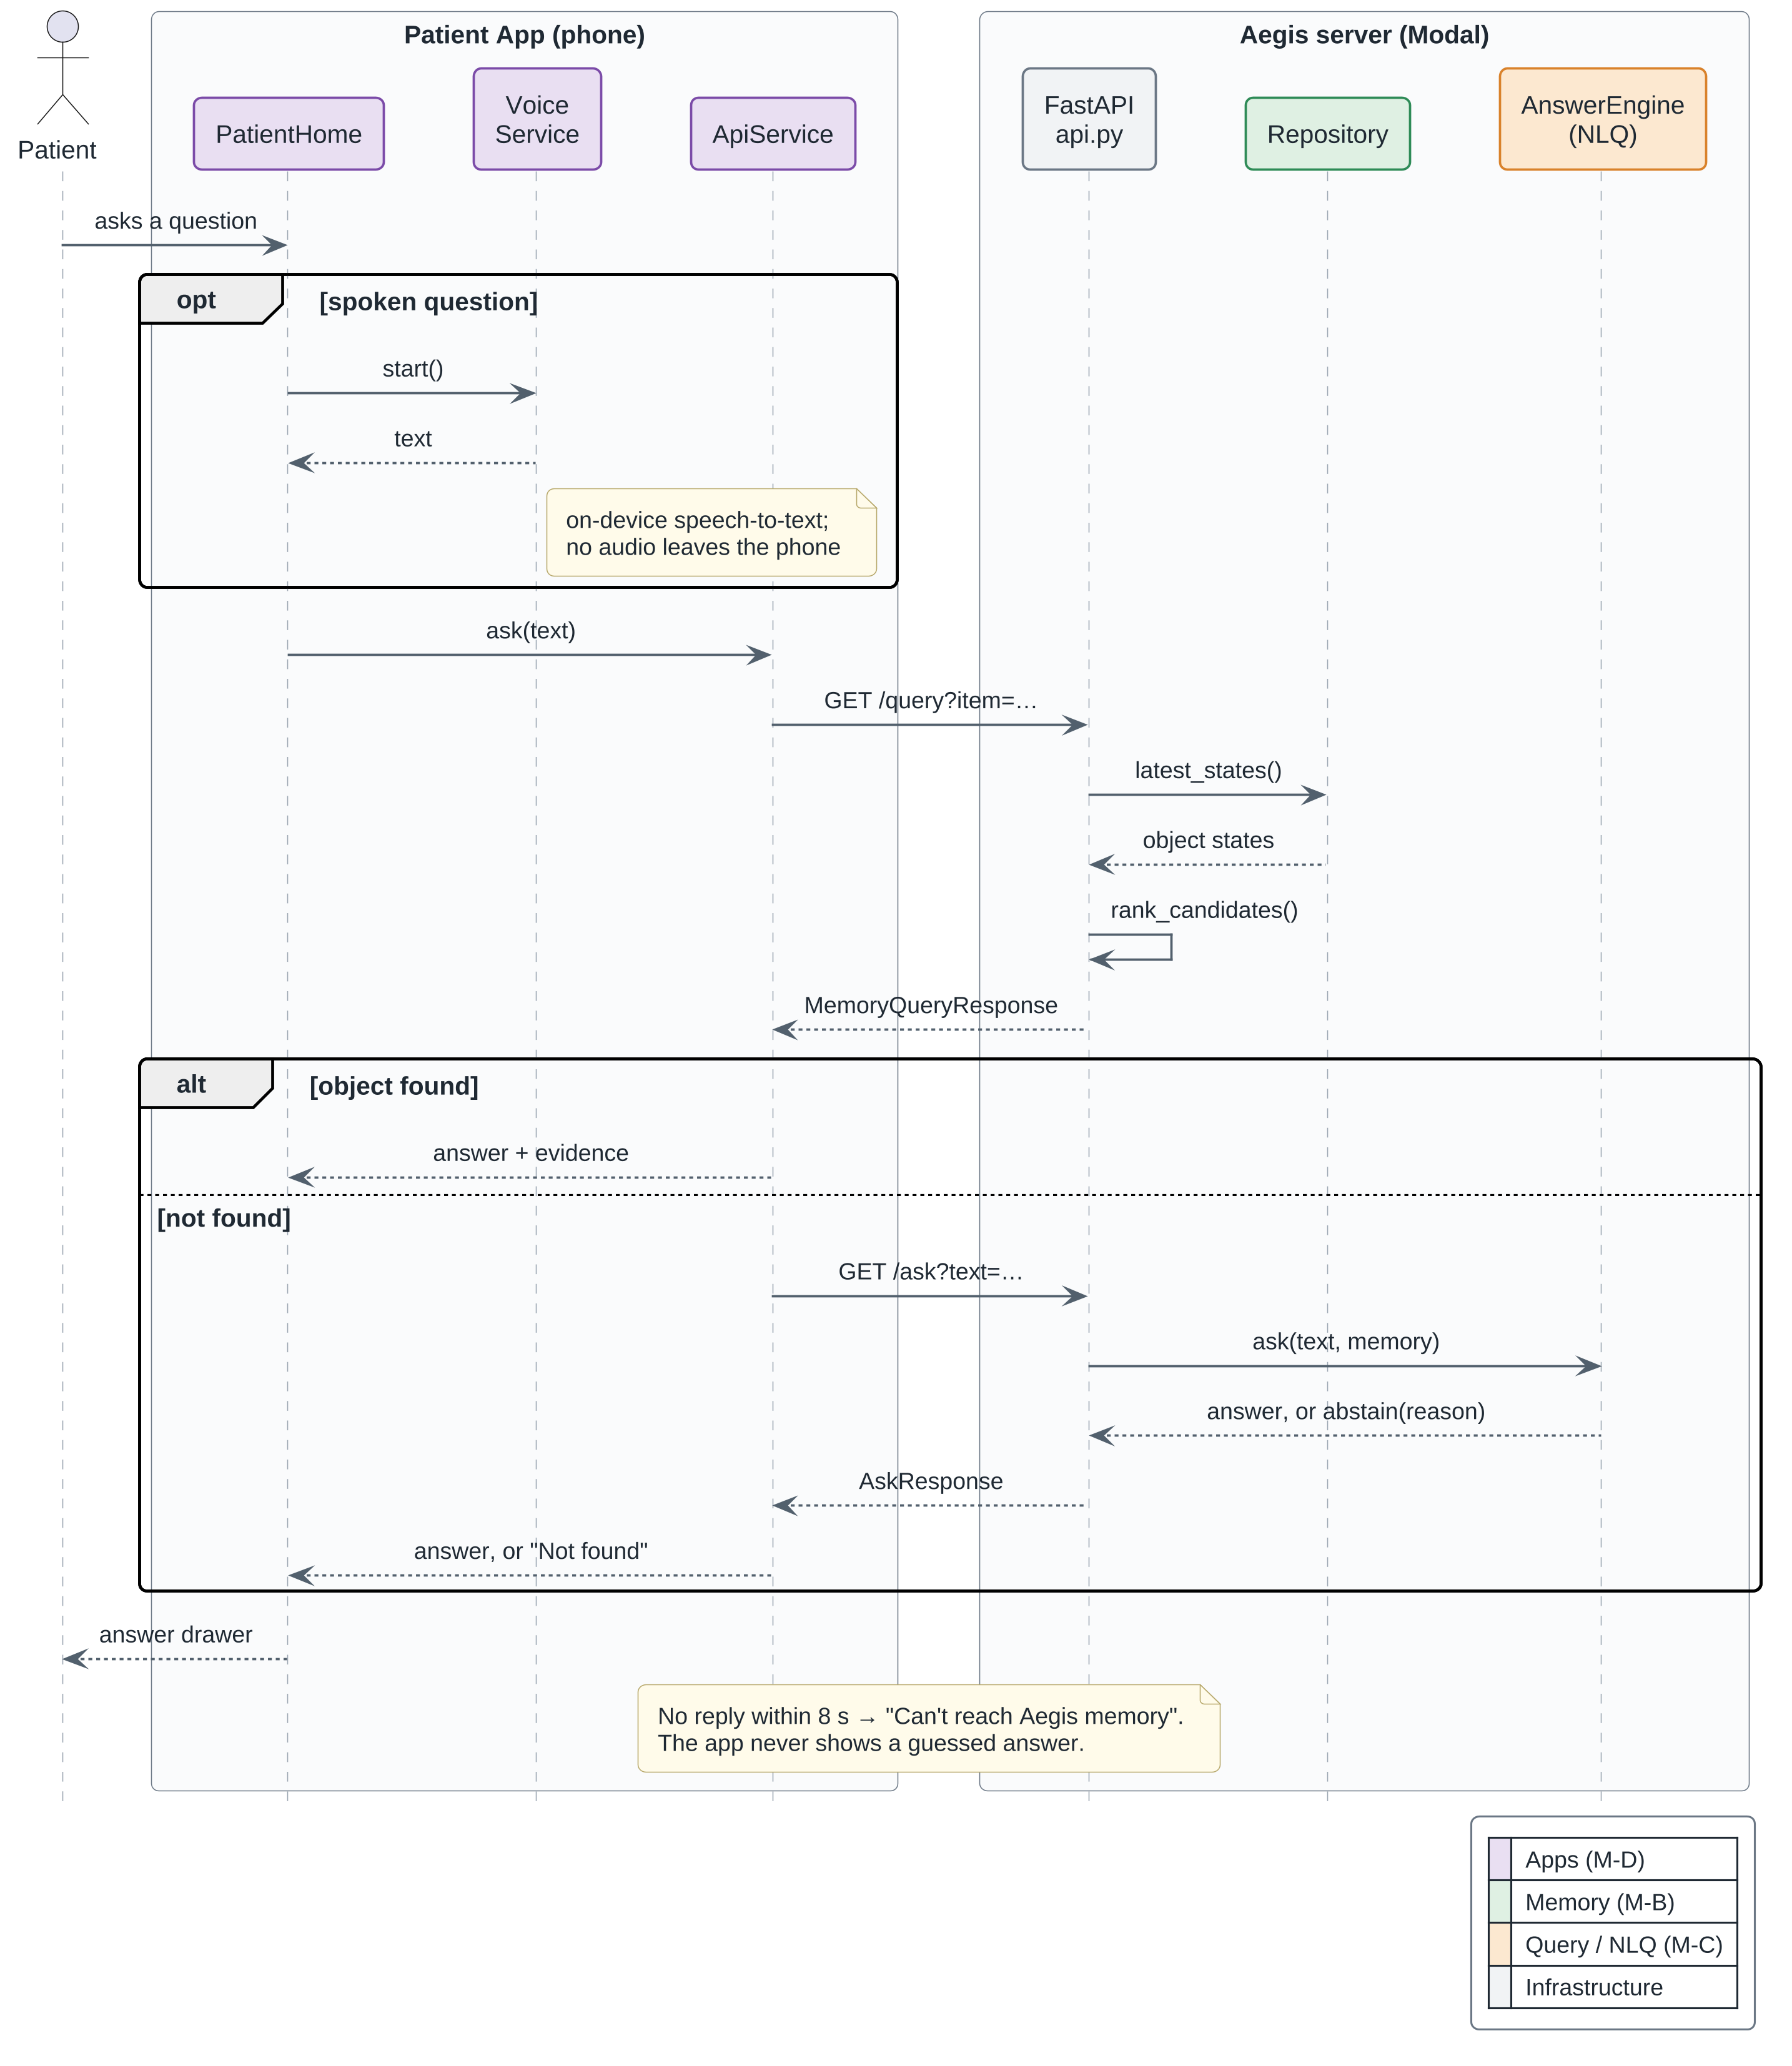 Patient App (phone)
Aegis server (Modal)
Patient
PatientHome
Voice
Service
ApiService
FastAPI
api.py
Repository
AnswerEngine
(NLQ)
asks a question
opt
[spoken question]
start()
text
on-device speech-to-text;
no audio leaves the phone
ask(text)
GET /query?item=…
latest_states()
object states
rank_candidates()
MemoryQueryResponse
alt
[object found]
answer + evidence
[not found]
GET /ask?text=…
ask(text, memory)
answer, or abstain(reason)
AskResponse
answer, or "Not found"
answer drawer
No reply within 8 s → "Can't reach Aegis memory".
The app never shows a guessed answer.
Apps (M-D)
Memory (M-B)
Query / NLQ (M-C)
Infrastructure